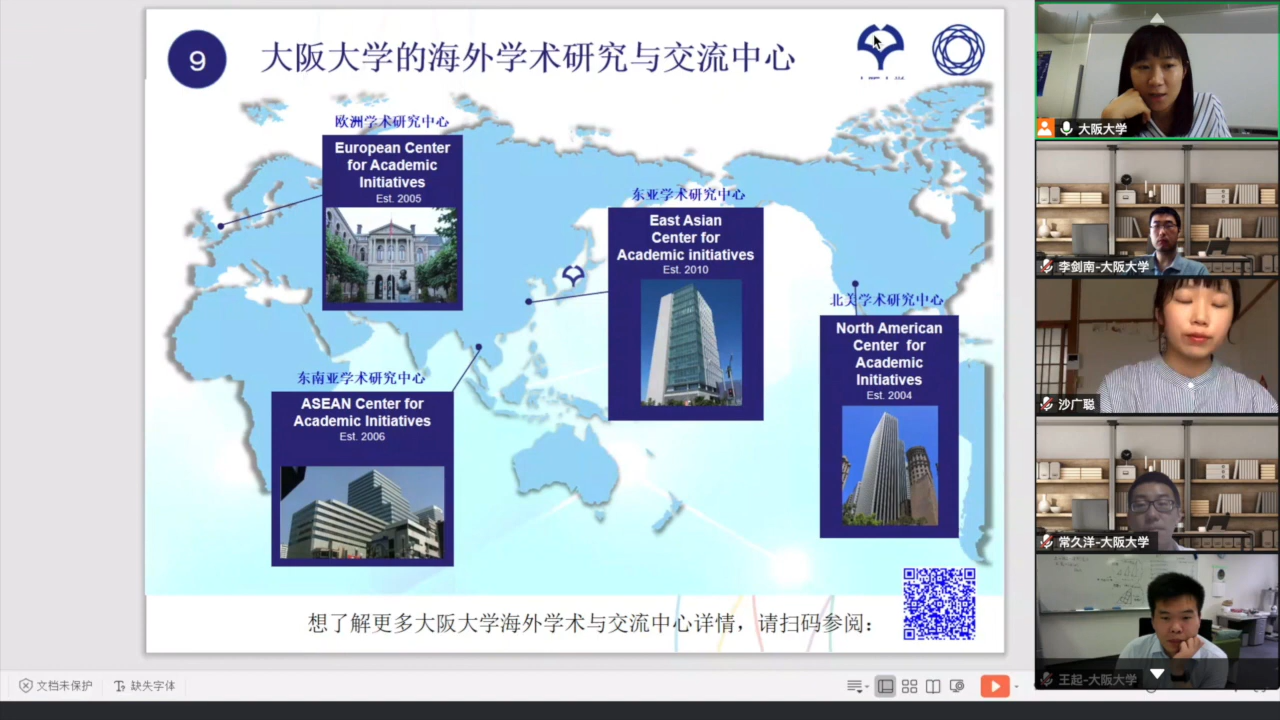 9
大阪大学的海外学术研究与交流中心
欧洲学术研究中心
European Center
for Academic
Initiatives
Est. 2005
东亚学术研究中心
East Asian
Center for
Academic initiatives
Est. 2010
北美学术研究中心
North American
Center for
Academic
Initiatives
Est. 2004
东南亚学术研究中心
ASEAN Center for
Academic Initiatives
Est. 2006
想了解更多大阪大学海外学术与交流中心详情，请扫码参阅：
文档未保护
缺失字体
大阪大学
李剑南-大阪大学
沙广聪
常久洋-大阪大学
王起-大阪大学